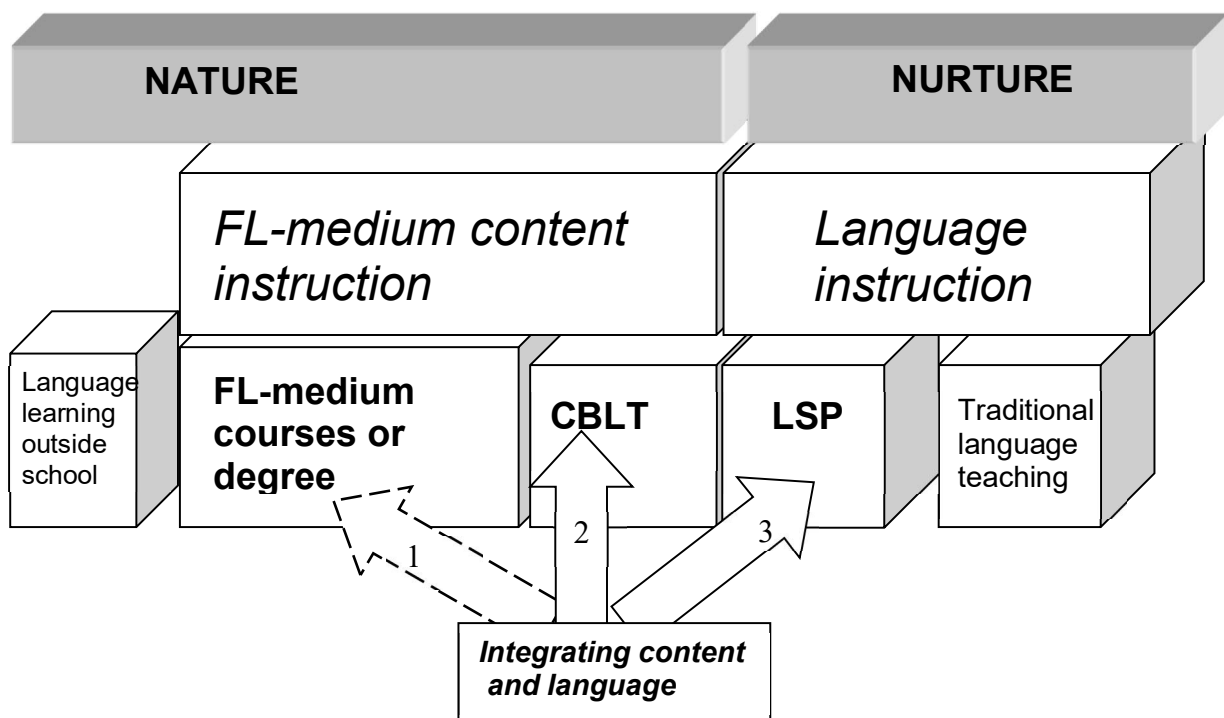 NATURE
NURTURE
FL-medium content
instruction
Language
instruction
Language
learning
outside
school
FL-medium
courses or
degree
CBLT
LSP
Traditional
language
teaching
1
2
3
Integrating content
and language